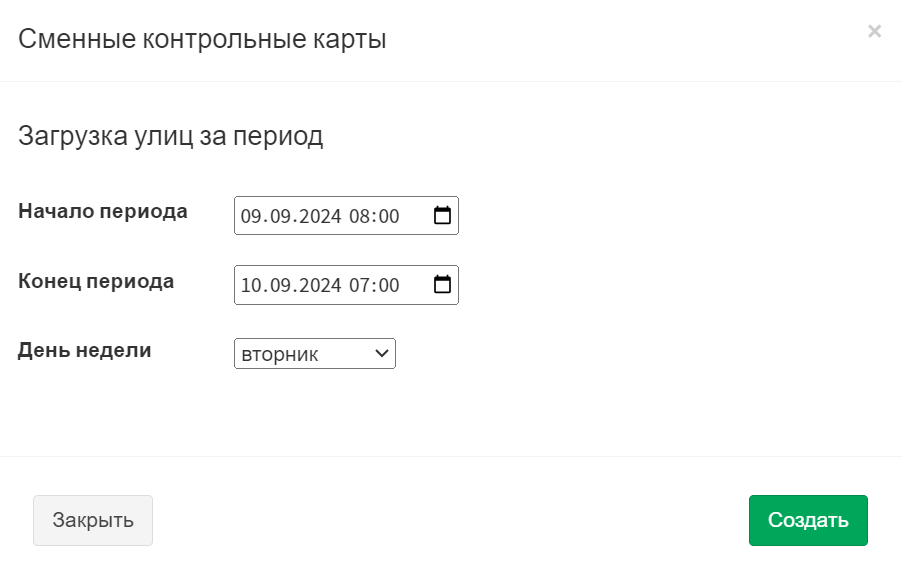 Сменные контрольные карты
×
Загрузка улиц за период
Начало периода 09.09.2024 08:00
Конец периода 10.09.2024 07:00
День недели вторник
Закрыть Создать